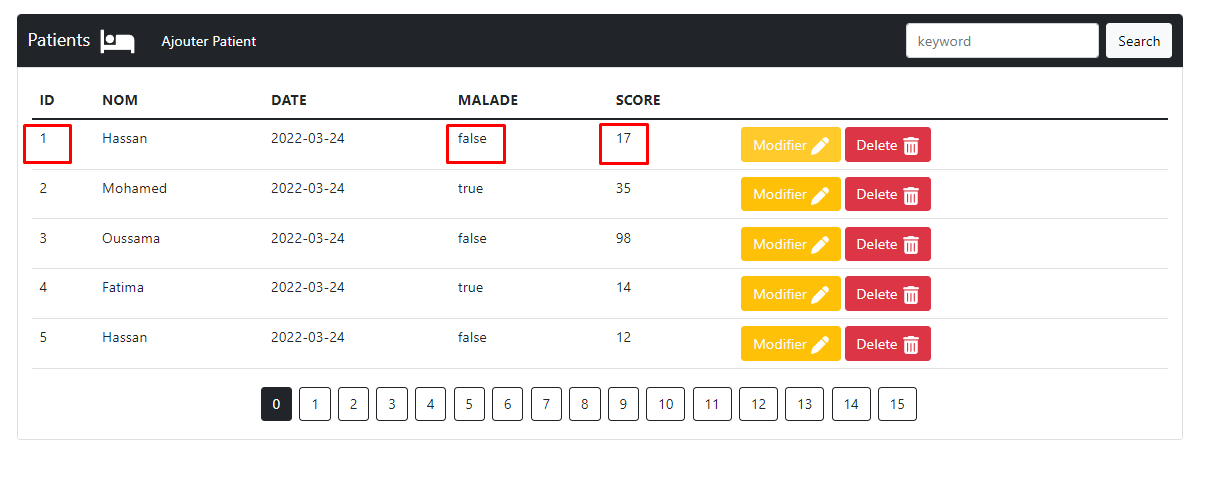 Patients Ajouter Patient keyword Search
ID NOM DATE MALADE SCORE
1 Hassan 2022-03-24 false 17 Modifier Delete
2 Mohamed 2022-03-24 true 35 Modifier Delete
3 Oussama 2022-03-24 false 98 Modifier Delete
4 Fatima 2022-03-24 true 14 Modifier Delete
5 Hassan 2022-03-24 false 12 Modifier Delete
0 1 2 3 4 5 6 7 8 9 10 11 12 13 14 15